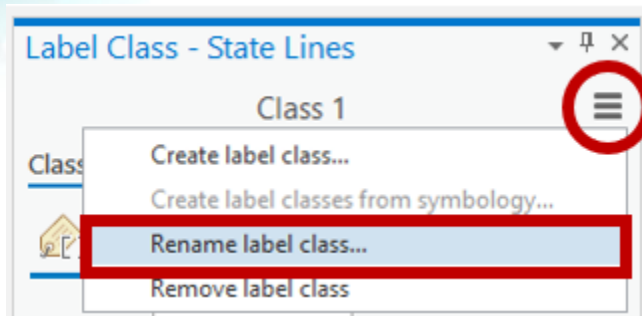 Label Class - State Lines
Class 1
Class
Create label class...
Create label classes from symbology...
Rename label class...
Remove label class